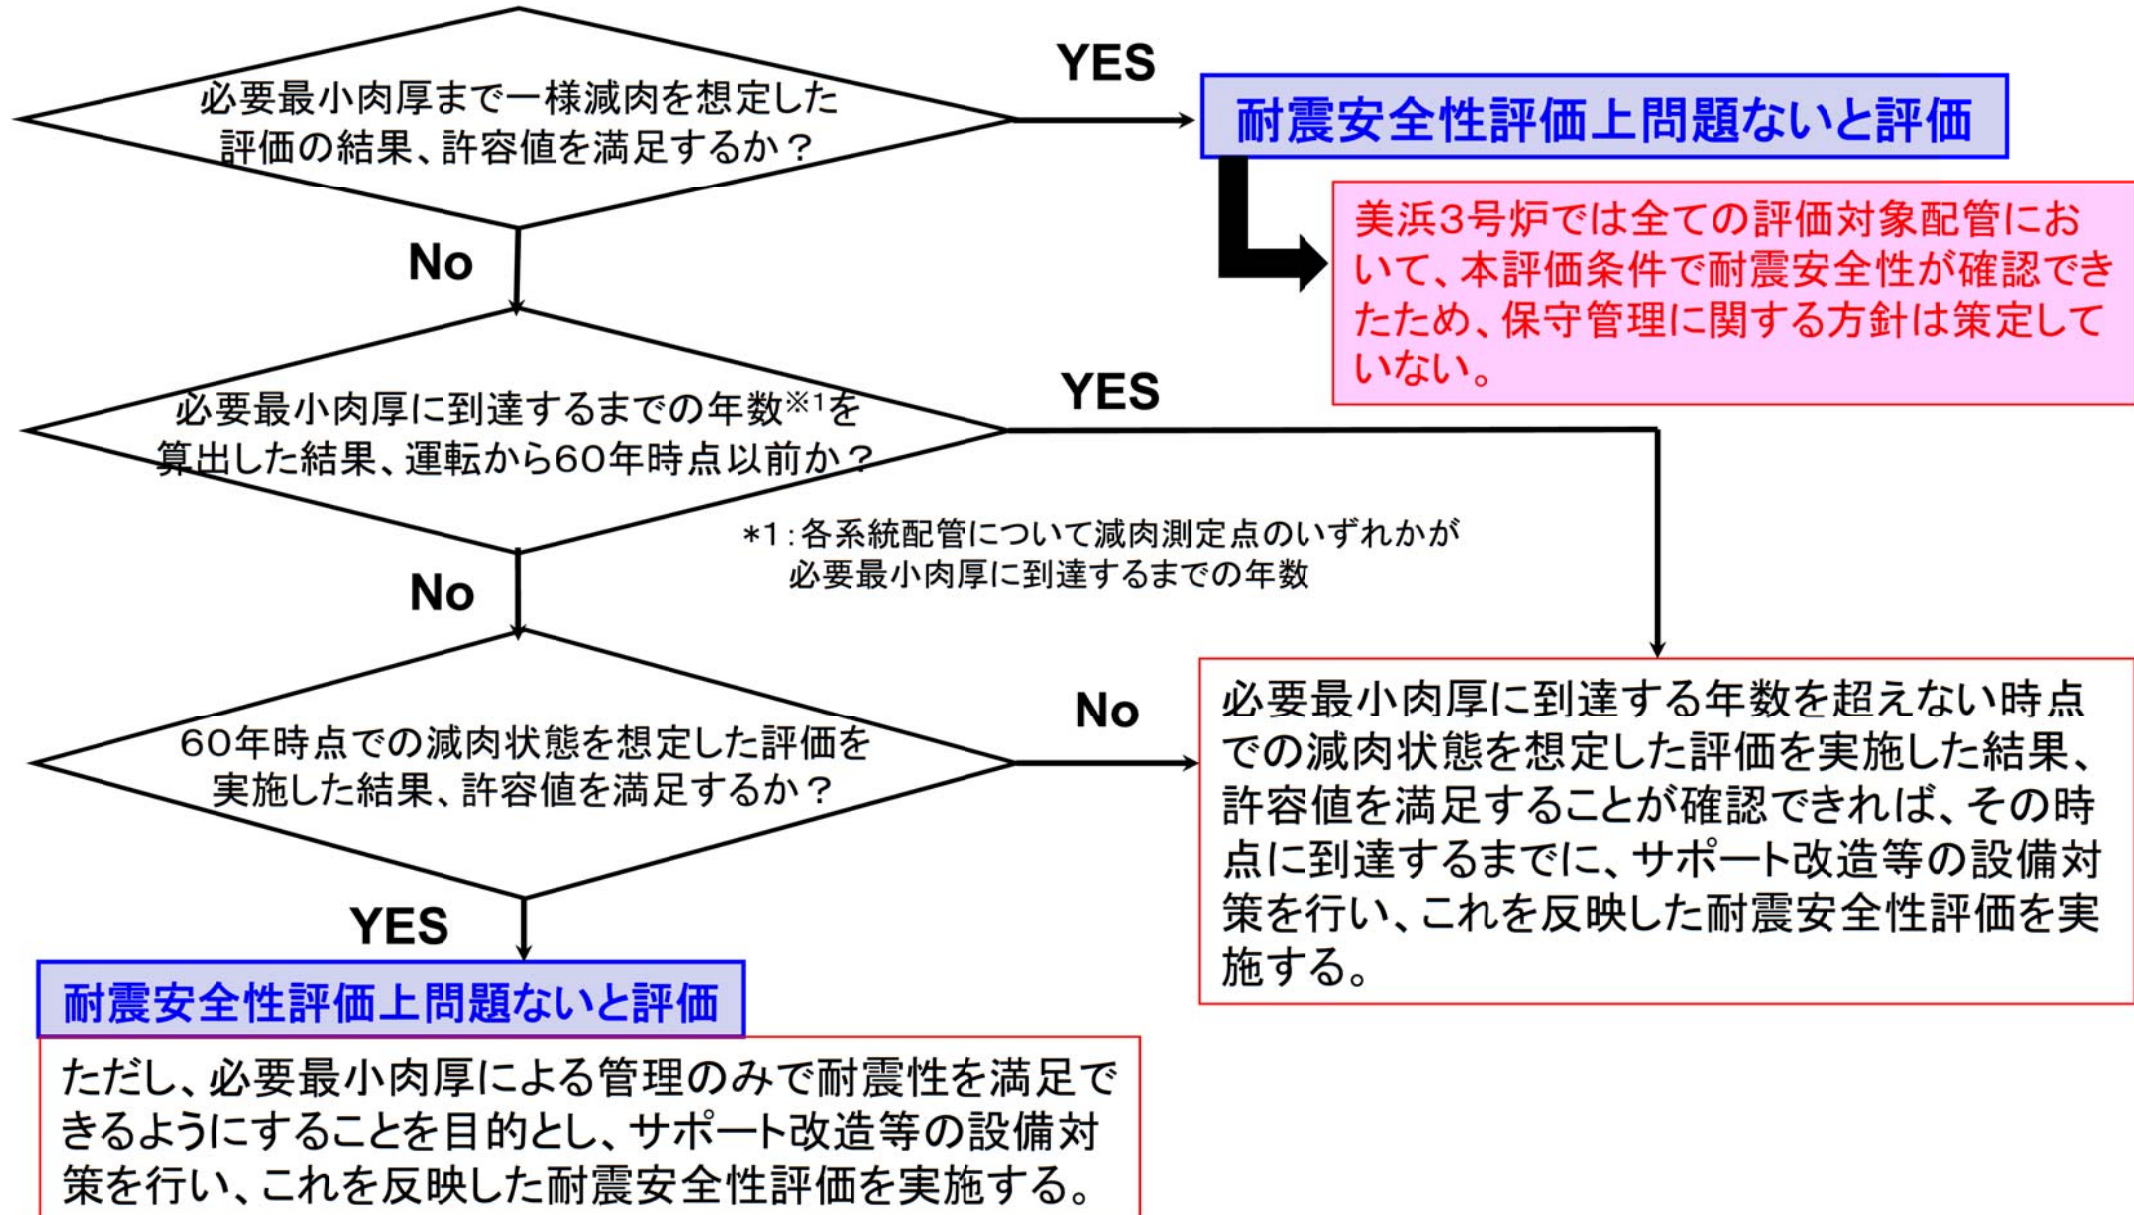 必要最小肉厚まで一様減肉を想定した
評価の結果、許容値を満足するか？
YES
耐震安全性評価上問題ないと評価
美浜３号炉では全ての評価対象配管にお
いて、本評価条件で耐震安全性が確認でき
たため、保守管理に関する方針は策定して
いない。
No
必要最小肉厚に到達するまでの年数※1を
算出した結果、運転から６０年時点以前か？
YES
*1：各系統配管について減肉測定点のいずれかが
必要最小肉厚に到達するまでの年数
No
６０年時点での減肉状態を想定した評価を
実施した結果、許容値を満足するか？
No
必要最小肉厚に到達する年数を超えない時点
での減肉状態を想定した評価を実施した結果、
許容値を満足することが確認できれば、その時
点に到達するまでに、サポート改造等の設備対
策を行い、これを反映した耐震安全性評価を実
施する。
YES
耐震安全性評価上問題ないと評価
ただし、必要最小肉厚による管理のみで耐震性を満足で
きるようにすることを目的とし、サポート改造等の設備対
策を行い、これを反映した耐震安全性評価を実施する。